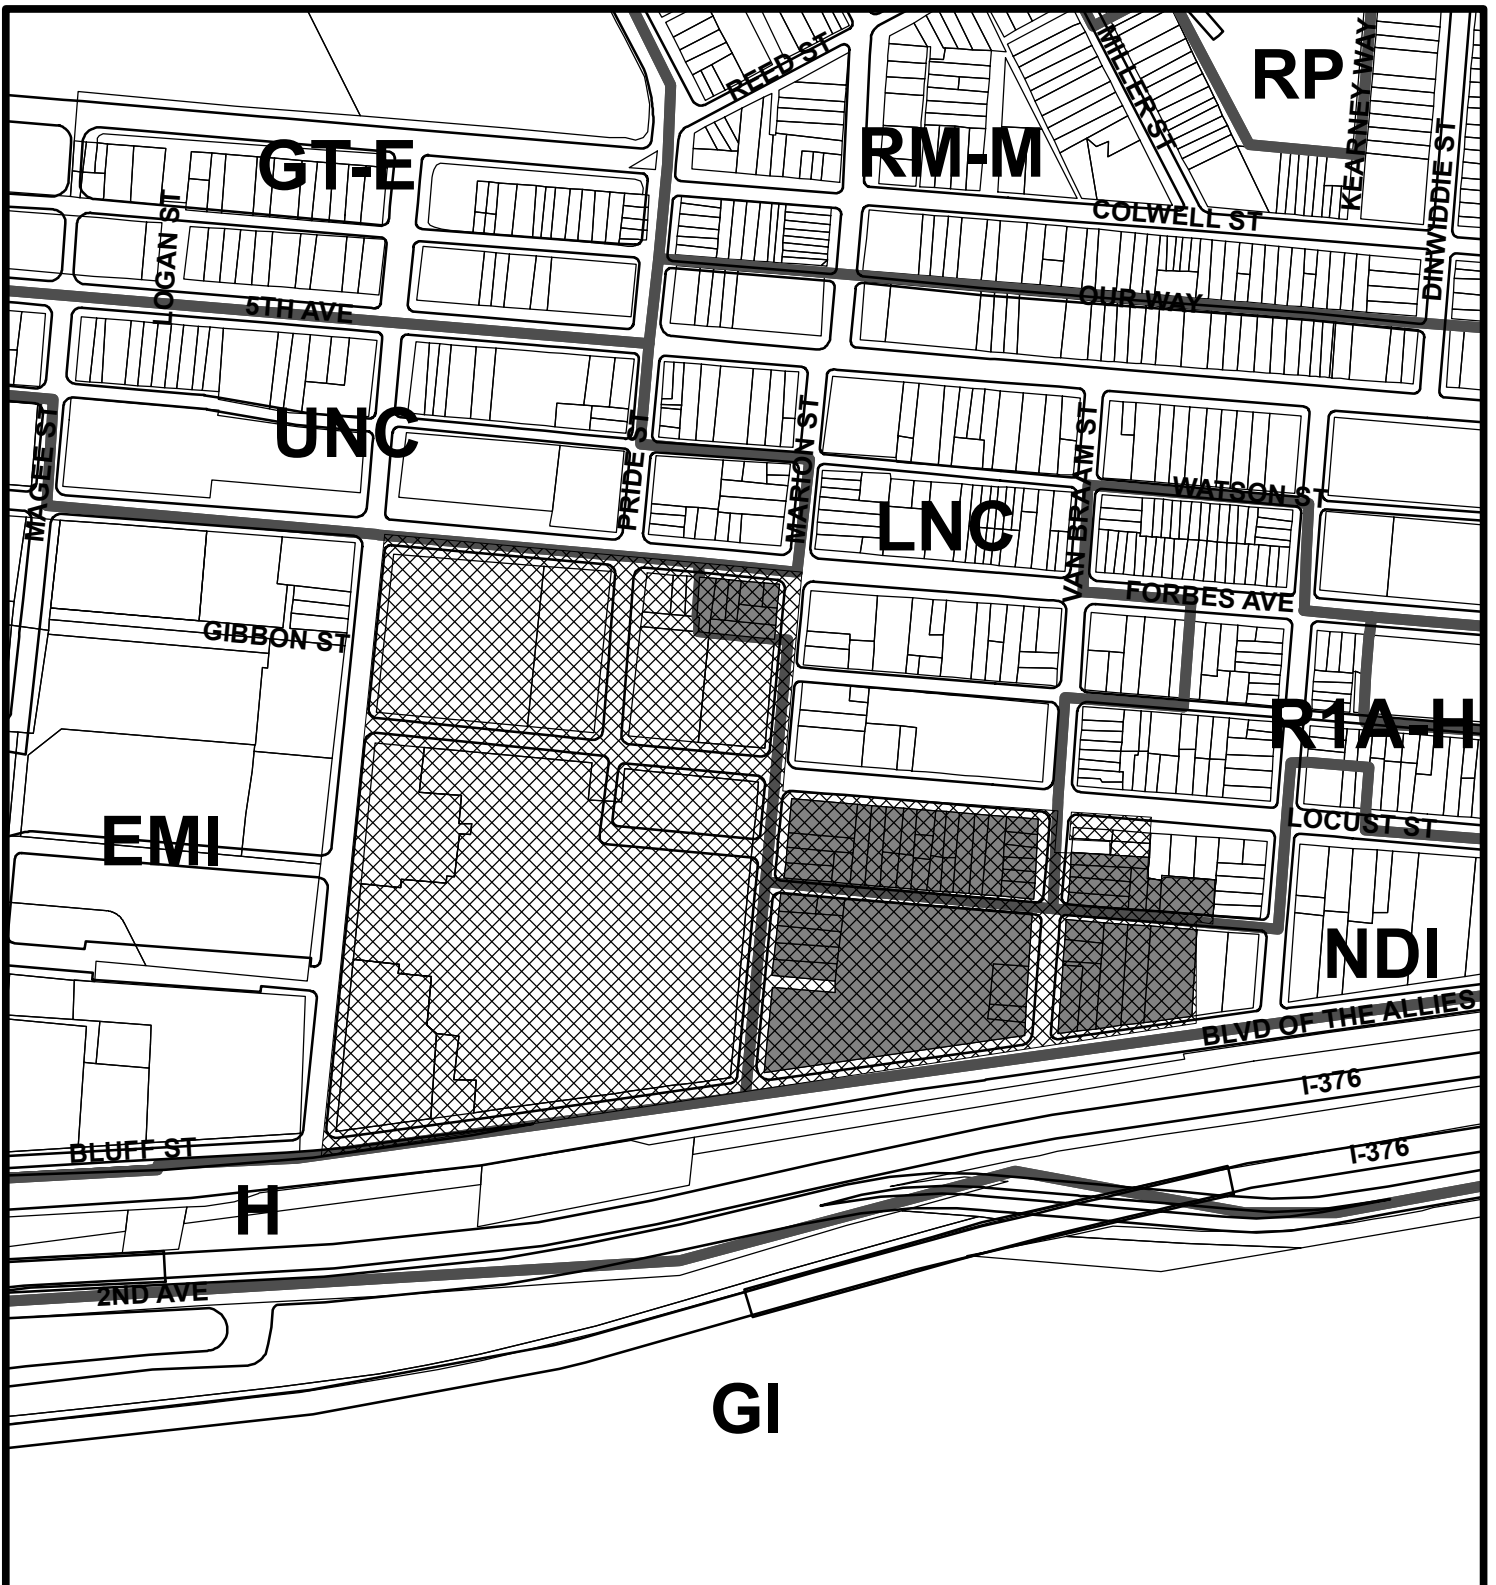 REED ST
MILLER ST
RP
KEARNEY WAY
DINWIDDIE ST
GT-E
RM-M
COLWELL ST
LOGAN ST
5TH AVE
OUR WAY
UNC
MAGEE ST
PRIDE ST
MARION ST
VAN BRAAM ST
WATSON ST
LNC
FORBES AVE
GIBBON ST
R1A-H
EMI
LOCUST ST
NDI
BLVD OF THE ALLIES
I-376
I-376
BLUFF ST
H
2ND AVE
GI